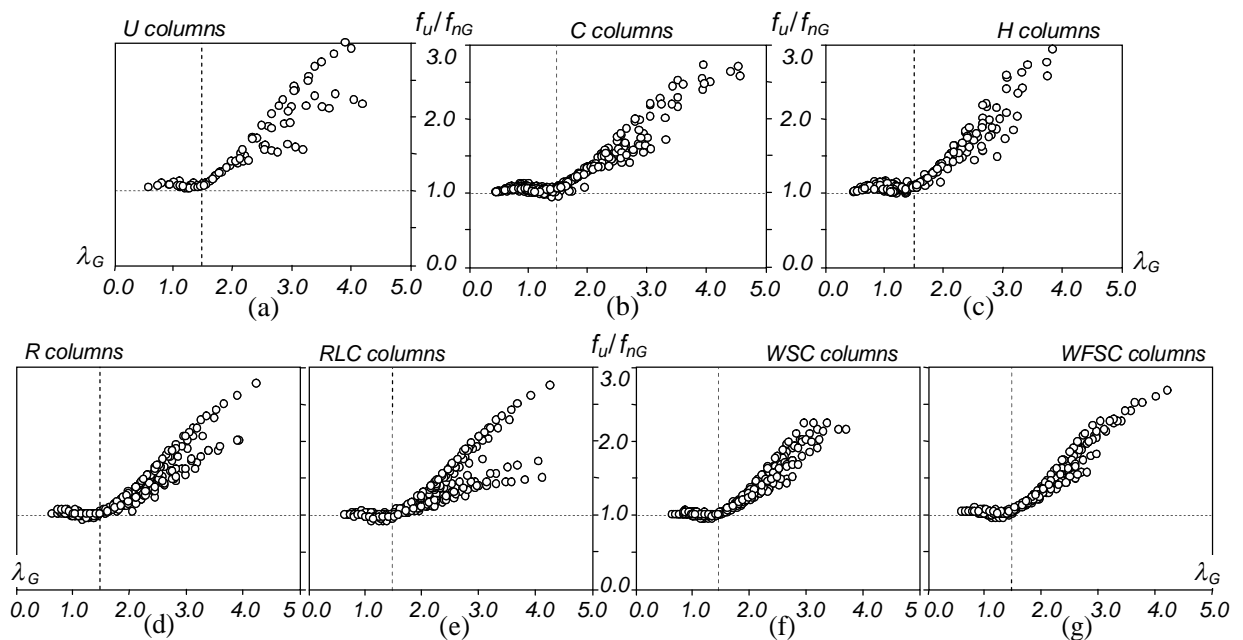 U columns
f_u/f_nG
C columns
f_u/f_nG
H columns
3.0
3.0
2.0
2.0
1.0
1.0
λ_G
0.0
0.0
λ_G
0.0 1.0 2.0 3.0 4.0 5.0
0.0 1.0 2.0 3.0 4.0 5.0
0.0 1.0 2.0 3.0 4.0 5.0
(a)
(b)
(c)
R columns
RLC columns
f_u/f_nG
WSC columns
WFSC columns
3.0
2.0
1.0
λ_G
0.0
λ_G
0.0 1.0 2.0 3.0 4.0 5
0.0 1.0 2.0 3.0 4.0 5.0
0.0 1.0 2.0 3.0 4.0 5
0.0 1.0 2.0 3.0 4.0 5.0
(d)
(e)
(f)
(g)